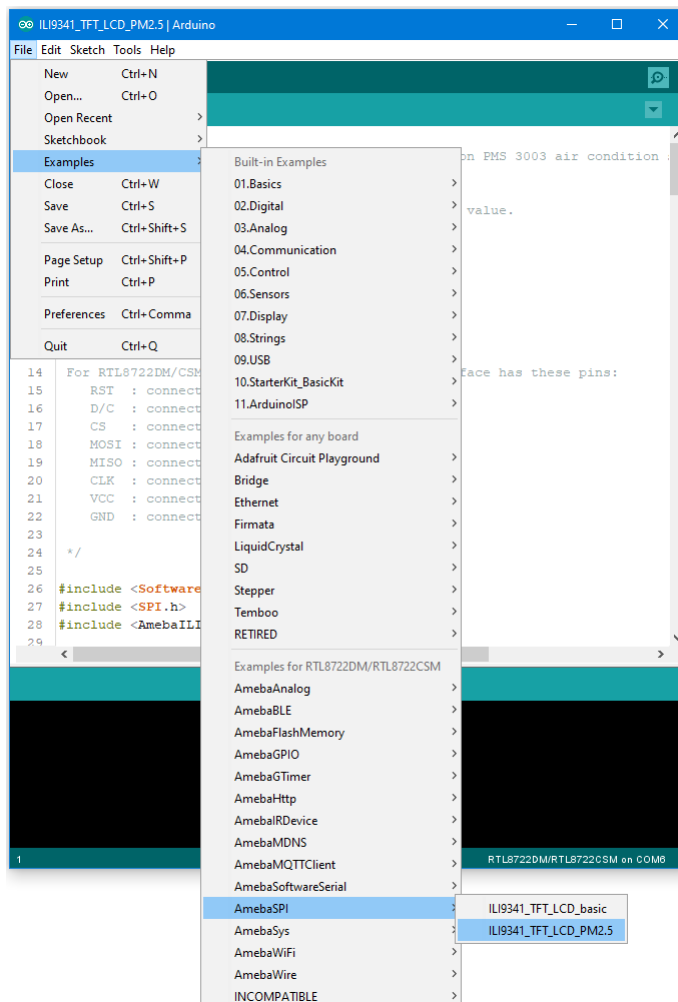 ILI9341_TFT_LCD_PM2.5 | Arduino
File Edit Sketch Tools Help
New Ctrl+N
Open... Ctrl+O
Open Recent
Sketchbook
Examples
Close Ctrl+W
Save Ctrl+S
Save As... Ctrl+Shift+S
Page Setup Ctrl+Shift+P
Print Ctrl+P
Preferences Ctrl+Comma
Quit Ctrl+Q
Built-in Examples
01.Basics
02.Digital
03.Analog
04.Communication
05.Control
06.Sensors
07.Display
08.Strings
09.USB
10.StarterKit_BasicKit
11.ArduinoISP
Examples for any board
Adafruit Circuit Playground
Bridge
Ethernet
Firmata
LiquidCrystal
SD
Stepper
Temboo
RETIRED
Examples for RTL8722DM/RTL8722CSM
AmebaAnalog
AmebaBLE
AmebaFlashMemory
AmebaGPIO
AmebaGTimer
AmebaHttp
AmebaIRDevice
AmebaMDNS
AmebaMQTTClient
AmebaSoftwareSerial
AmebaSPI
AmebaSys
AmebaWiFi
AmebaWire
INCOMPATIBLE
ILI9341_TFT_LCD_basic
ILI9341_TFT_LCD_PM2.5
on PMS 3003 air condition
value.
14 For RTL8722DM/CSM face has these pins:
15 RST : connect
16 D/C : connect
17 CS : connect
18 MOSI : connect
19 MISO : connect
20 CLK : connect
21 VCC : connect
22 GND : connect
23
24 */
25
26 #include <Software
27 #include <SPI.h>
28 #include <AmebaILI
29
1 RTL8722DM/RTL8722CSM on COM6